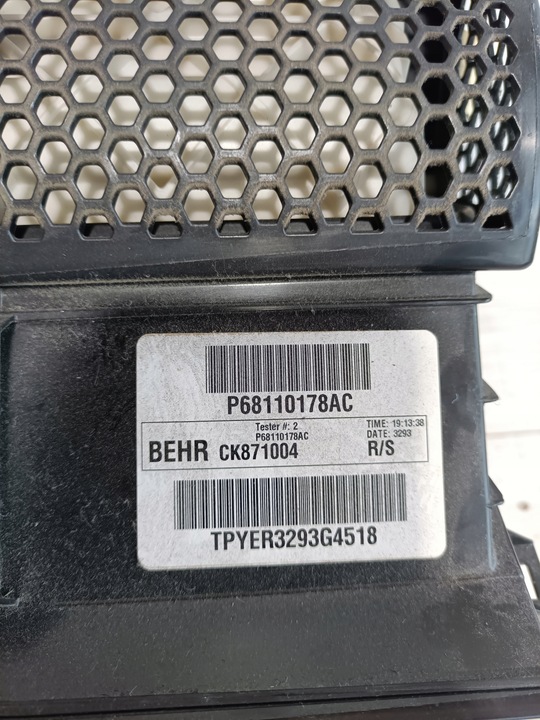 P68110178AC
Tester #: 2
P68110178AC
TIME: 19:13:38
DATE: 3293
BEHR CK871004 R/S
TPYER3293G4518